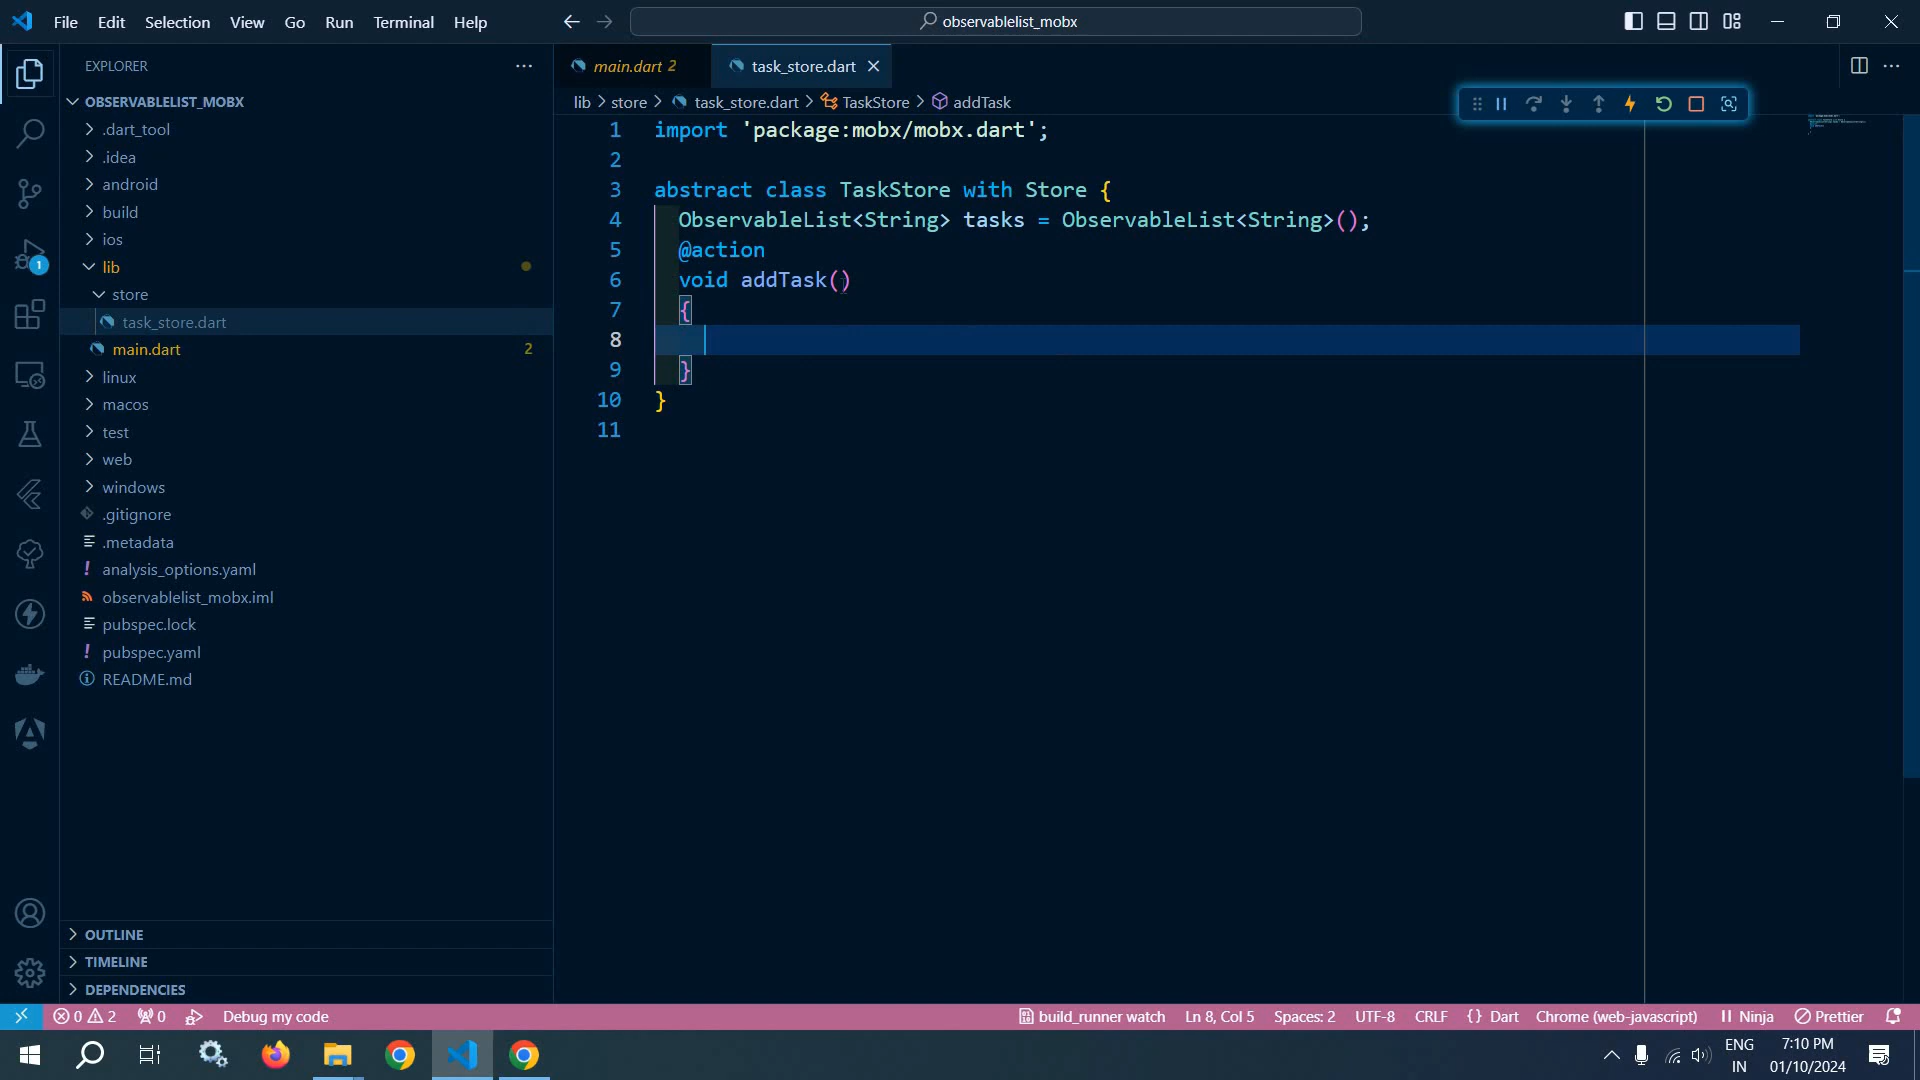 File Edit Selection View Go Run Terminal Help
observablelist_mobx
EXPLORER
OBSERVABLELIST_MOBX
.dart_tool
.idea
android
build
ios
lib
store
task_store.dart
main.dart 2
linux
macos
test
web
windows
.gitignore
.metadata
analysis_options.yaml
observablelist_mobx.iml
pubspec.lock
pubspec.yaml
README.md
OUTLINE
TIMELINE
DEPENDENCIES
1
main.dart 2
task_store.dart
lib > store > task_store.dart > TaskStore > addTask
1 import 'package:mobx/mobx.dart';
2
3 abstract class TaskStore with Store {
4 ObservableList<String> tasks = ObservableList<String>();
5 @action
6 void addTask()
7 {
8
9 }
10 }
11
0 2 0 Debug my code
build_runner watch Ln 8, Col 5 Spaces: 2 UTF-8 CRLF {} Dart Chrome (web-javascript) Ninja Prettier
ENG
IN
7:10 PM
01/10/2024